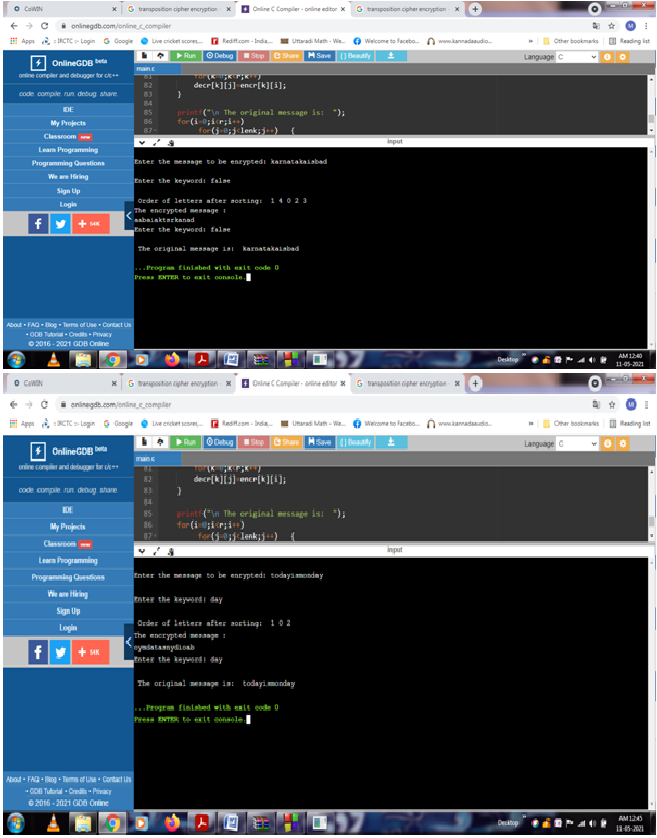 CoWIN
transposition cipher encryption
Online C Compiler - online editor
transposition cipher encryption
onlinegdb.com/online_c_compiler
Apps
IRCTC :- Login
Google
Live cricket scores,...
Rediff.com - India,...
Uttaradi Math - We...
Welcome to Facebo...
www.kannadaaudio...
Other bookmarks
Reading list
OnlineGDB beta
online compiler and debugger for c/c++
code. compile. run. debug. share.
IDE
My Projects
Classroom new
Learn Programming
Programming Questions
We are Hiring
Sign Up
Login
54K
About • FAQ • Blog • Terms of Use • Contact Us
• GDB Tutorial • Credits • Privacy
© 2016 - 2021 GDB Online
Run
Debug
Stop
Share
Save
{ } Beautify
Language C
main.c
81 for(k=0;k<r;k++)
82 decr[k][j]=encr[k][i];
83 }
84
85 printf("\n The original message is:  ");
86 for(i=0;i<r;i++)
87 for(j=0;j<lenk;j++) {
input
Enter the message to be enrypted: karnatakaisbad
Enter the keyword: false
Order of letters after sorting:  1 4 0 2 3
The encrypted message :
aabaiaktsrkanad
Enter the keyword: false
The original message is:  karnatakaisbad
...Program finished with exit code 0
Press ENTER to exit console.
Desktop
AM 12:40
11-05-2021
CoWIN
transposition cipher encryption
Online C Compiler - online editor
transposition cipher encryption
onlinegdb.com/online_c_compiler
Apps
IRCTC :- Login
Google
Live cricket scores,...
Rediff.com - India,...
Uttaradi Math - We...
Welcome to Facebo...
www.kannadaaudio...
Other bookmarks
Reading list
OnlineGDB beta
online compiler and debugger for c/c++
code. compile. run. debug. share.
IDE
My Projects
Classroom new
Learn Programming
Programming Questions
We are Hiring
Sign Up
Login
54K
About • FAQ • Blog • Terms of Use • Contact Us
• GDB Tutorial • Credits • Privacy
© 2016 - 2021 GDB Online
Run
Debug
Stop
Share
Save
{ } Beautify
Language C
main.c
81 for(k=0;k<r;k++)
82 decr[k][j]=encr[k][i];
83 }
84
85 printf("\n The original message is:  ");
86 for(i=0;i<r;i++)
87 for(j=0;j<lenk;j++) {
input
Enter the message to be enrypted: todayismonday
Enter the keyword: day
Order of letters after sorting:  1 0 2
The encrypted message :
Enter the keyword: day
The original message is:  todayismonday
...Program finished with exit code 0
Press ENTER to exit console.
Desktop
AM 12:45
11-05-2021